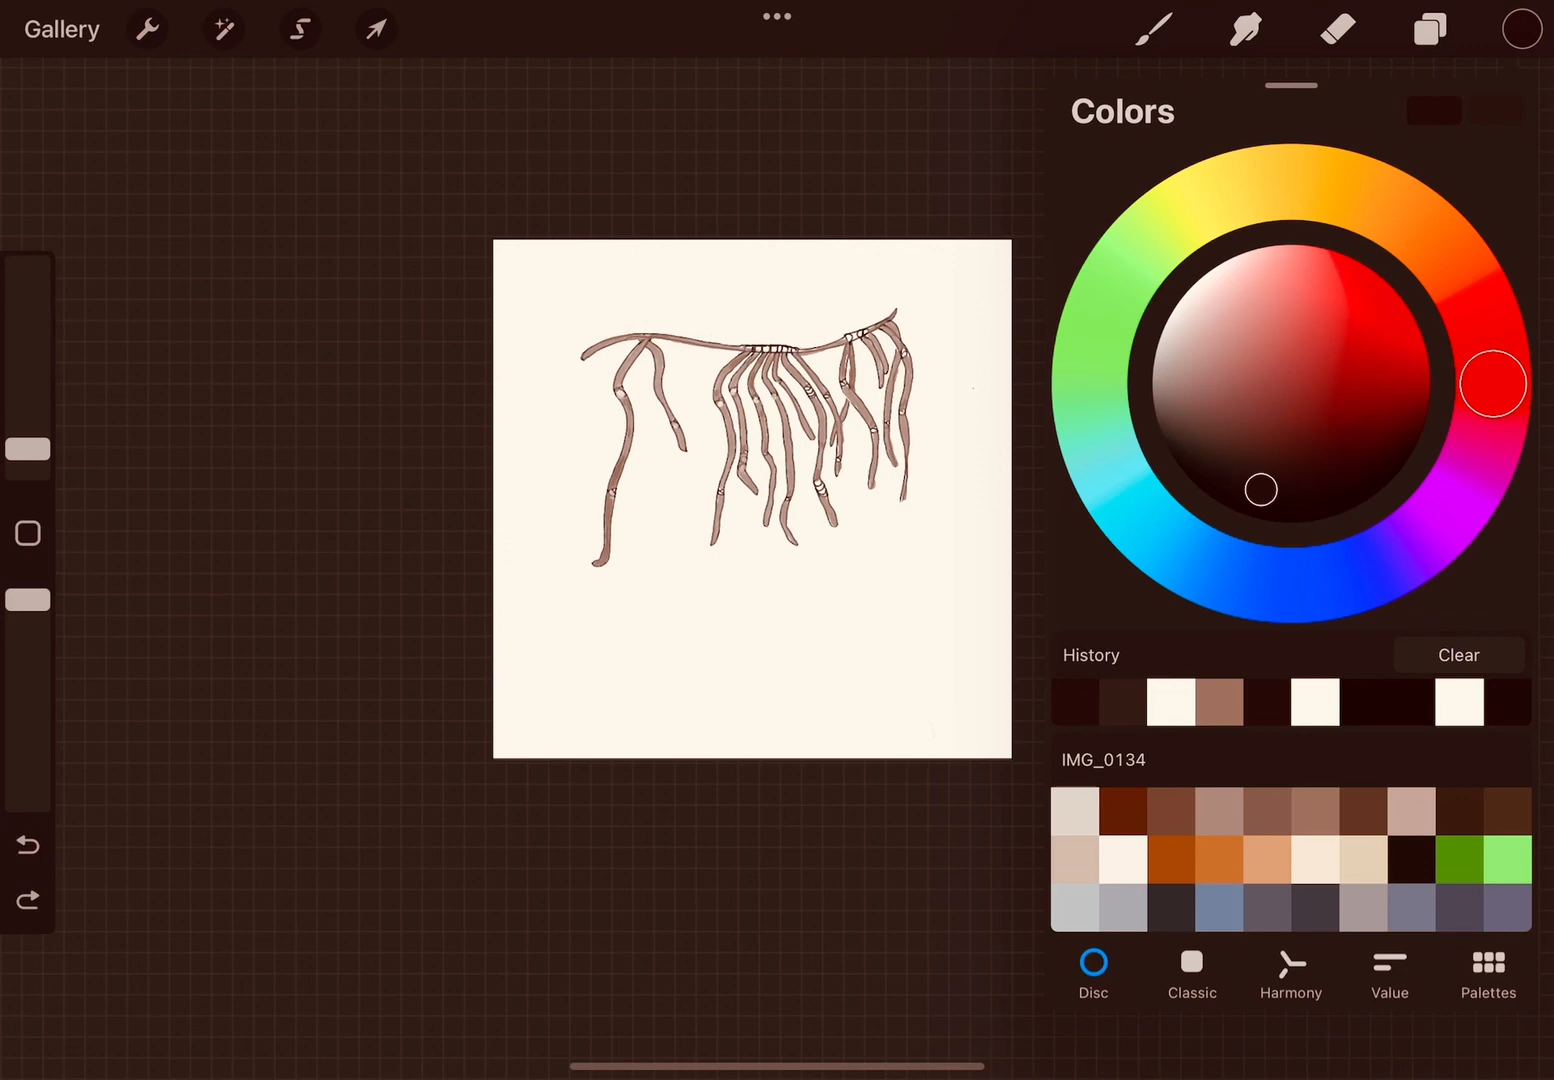 Gallery
Colors
History
Clear
IMG_0134
Disc
Classic
Harmony
Value
Palettes